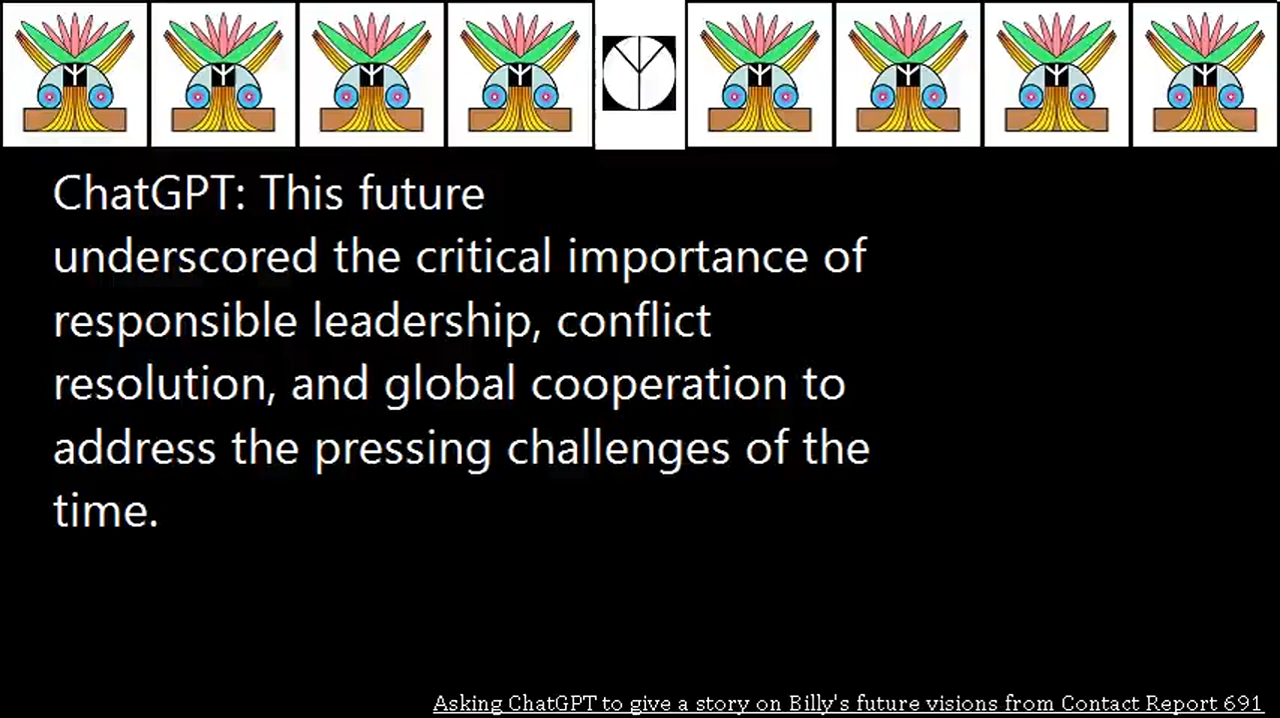 ChatGPT: This future
underscored the critical importance of
responsible leadership, conflict
resolution, and global cooperation to
address the pressing challenges of the
time.
Asking ChatGPT to give a story on Billy's future visions from Contact Report 691